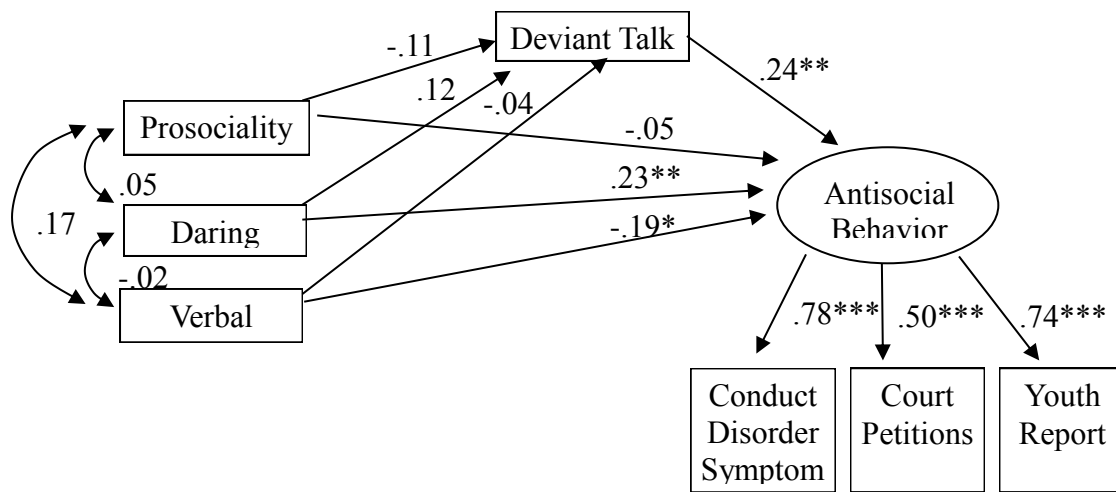 Deviant Talk
-.11
.24**
.12
-.04
Prosociality
-.05
.05
.23**
Antisocial
Behavior
.17
Daring
-.19*
-.02
Verbal
.78***
.50***
.74***
Conduct
Disorder
Symptom
Court
Petitions
Youth
Report